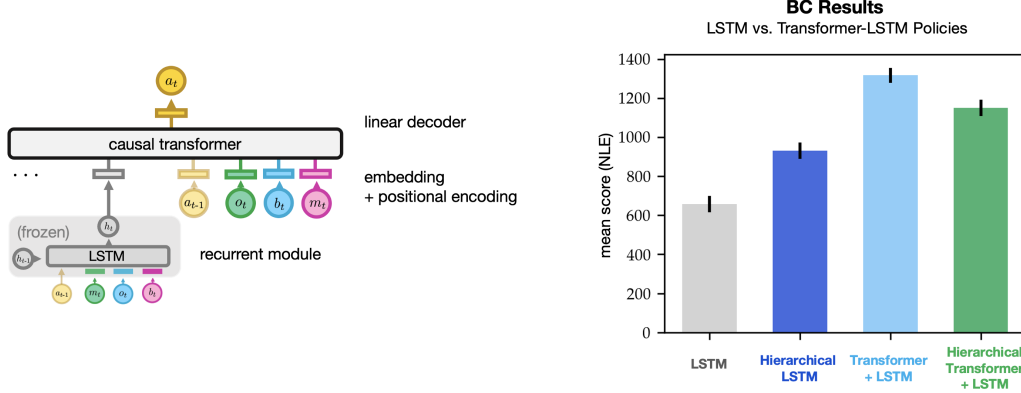 a_t
linear decoder
causal transformer
. . .
embedding
+ positional encoding
a_{t-1}
o_t
b_t
m_t
h_t
(frozen)
h_{t-1}
LSTM
recurrent module
a_{t-1}
m_t
o_t
b_t
BC Results
LSTM vs. Transformer-LSTM Policies
mean score (NLE)
1400
1200
1000
800
600
400
200
0
LSTM
Hierarchical
LSTM
Transformer
+ LSTM
Hierarchical
Transformer
+ LSTM